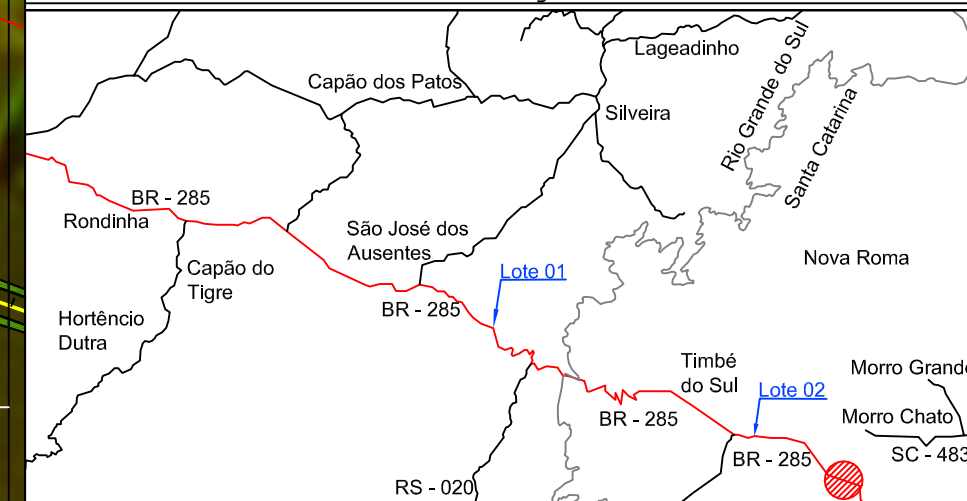 Lageadinho
Rio Grande do Sul
Capão dos Patos
Silveira
Santa Catarina
BR - 285
Rondinha
São José dos
Ausentes
Nova Roma
Capão do
Tigre
Lote 01
BR - 285
Hortêncio
Dutra
Timbé
do Sul
Morro Grande
Lote 02
BR - 285
Morro Chato
SC - 483
BR - 285
RS - 020